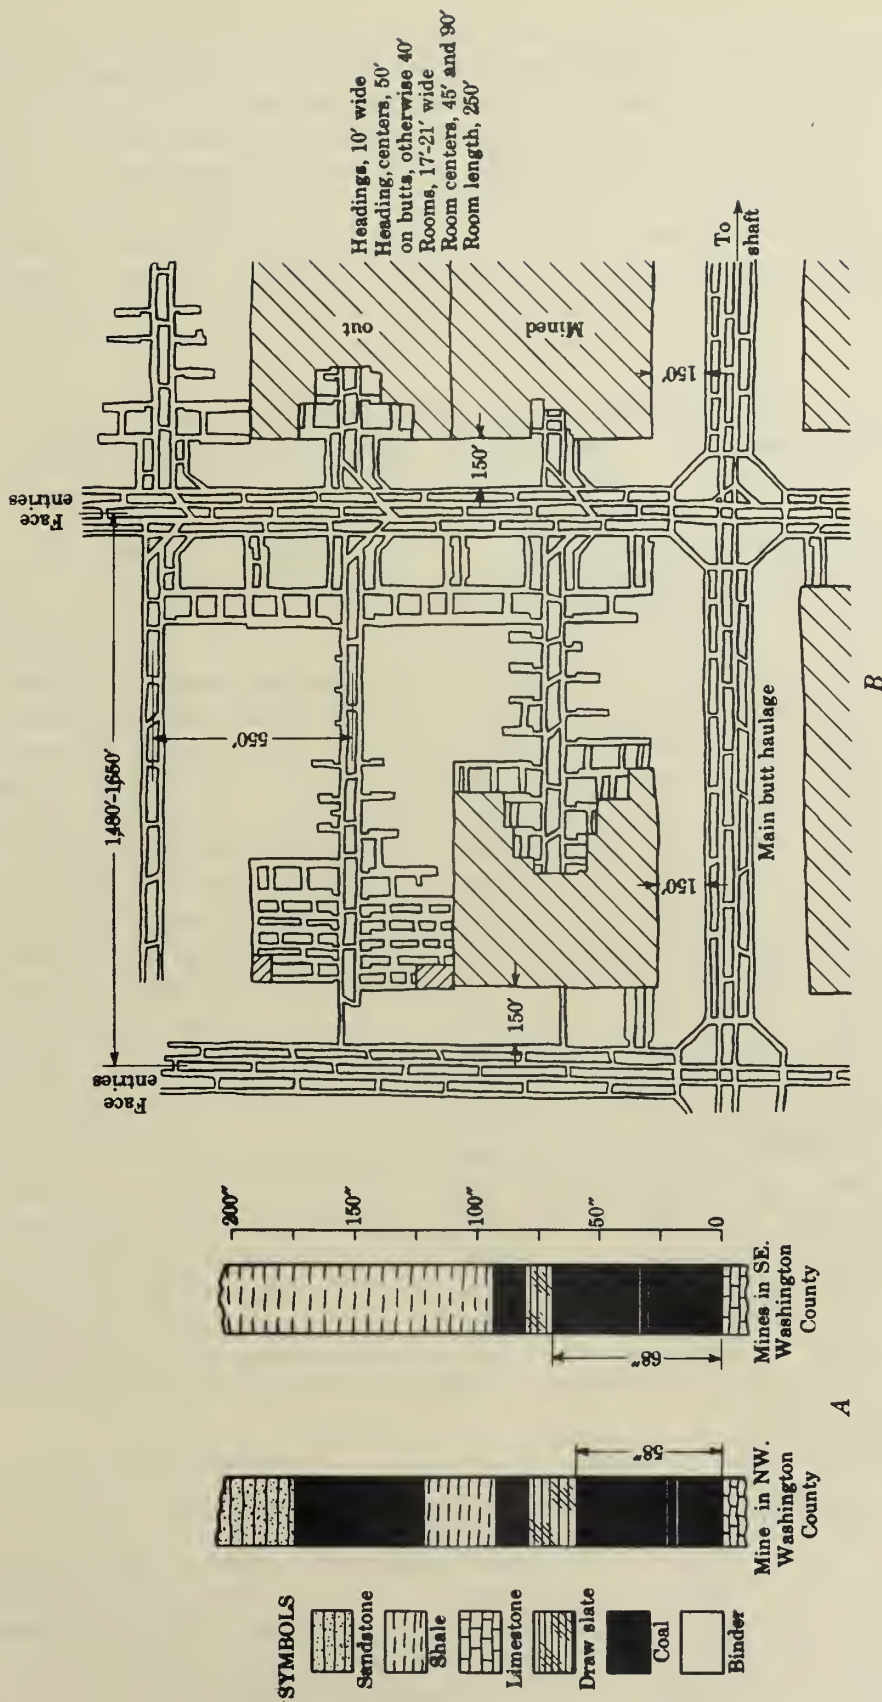 SYMBOLS
Sandstone
Shale
Limestone
Draw slate
Coal
Binder
58"
Mine in NW.
Washington
County
68"
Mines in SE.
Washington
County
200"
150"
100"
50"
0
A
Face
entries
1,480'-1,650'
Face
entries
550'
150'
150'
150'
150'
Main butt haulage
Mined
out
To
shaft
Headings, 10' wide
Heading, centers, 50'
on butts, otherwise 40'
Rooms, 17'-21' wide
Room centers, 45' and 90'
Room length, 250'
B